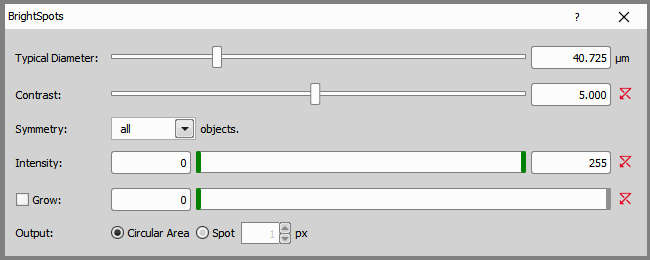 BrightSpots ?
Typical Diameter: 40.725 µm
Contrast: 5.000
Symmetry: all objects.
Intensity: 0 255
Grow: 0
Output: Circular Area Spot 1 px